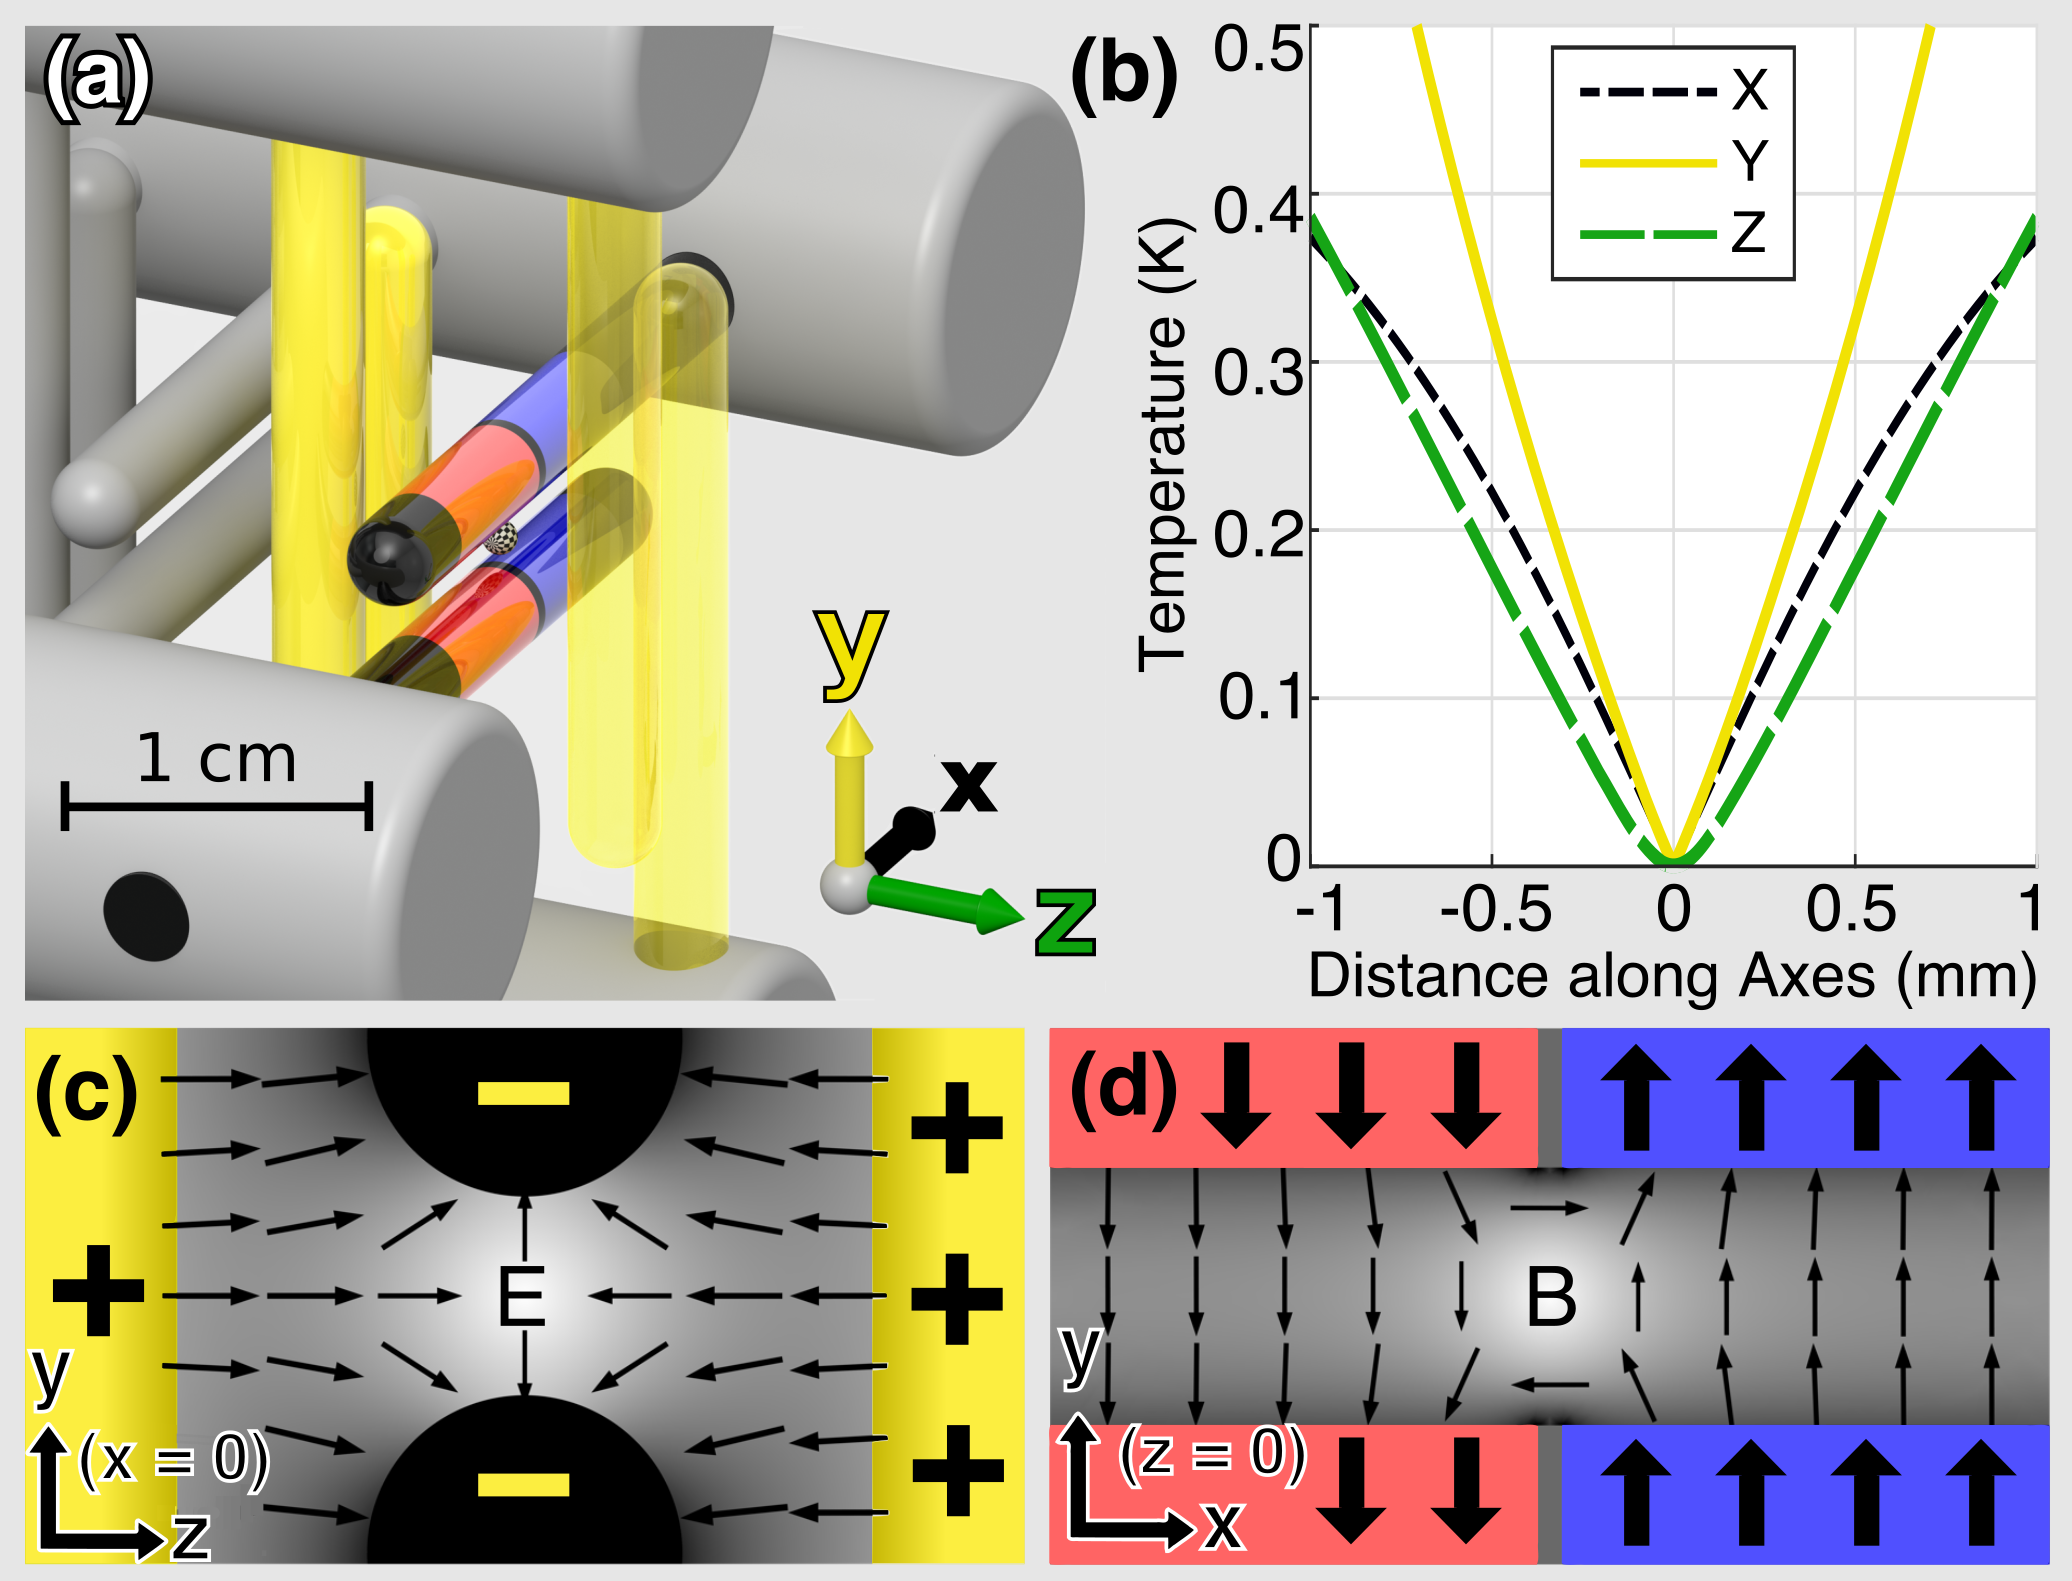 (a)
1 cm
y
x
z
(b)
0.5
0.4
0.3
0.2
0.1
0
-1
-0.5
0
0.5
1
Temperature (K)
Distance along Axes (mm)
X
Y
Z
(c)
−
+
+
+
E
+
−
y
(x = 0)
z
(d)
B
y
(z = 0)
x